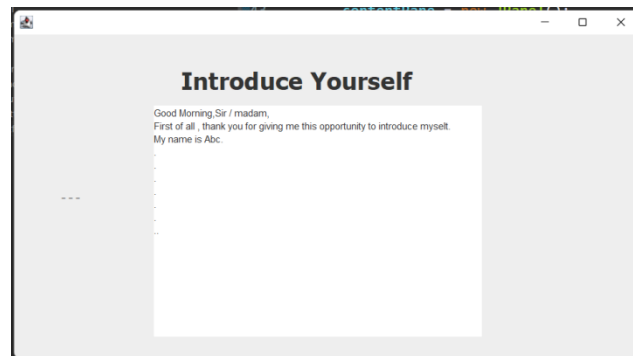 Introduce Yourself
Good Morning,Sir / madam,
First of all , thank you for giving me this opportunity to introduce myselt.
My name is Abc.
.
.
.
.
.
.
..
---